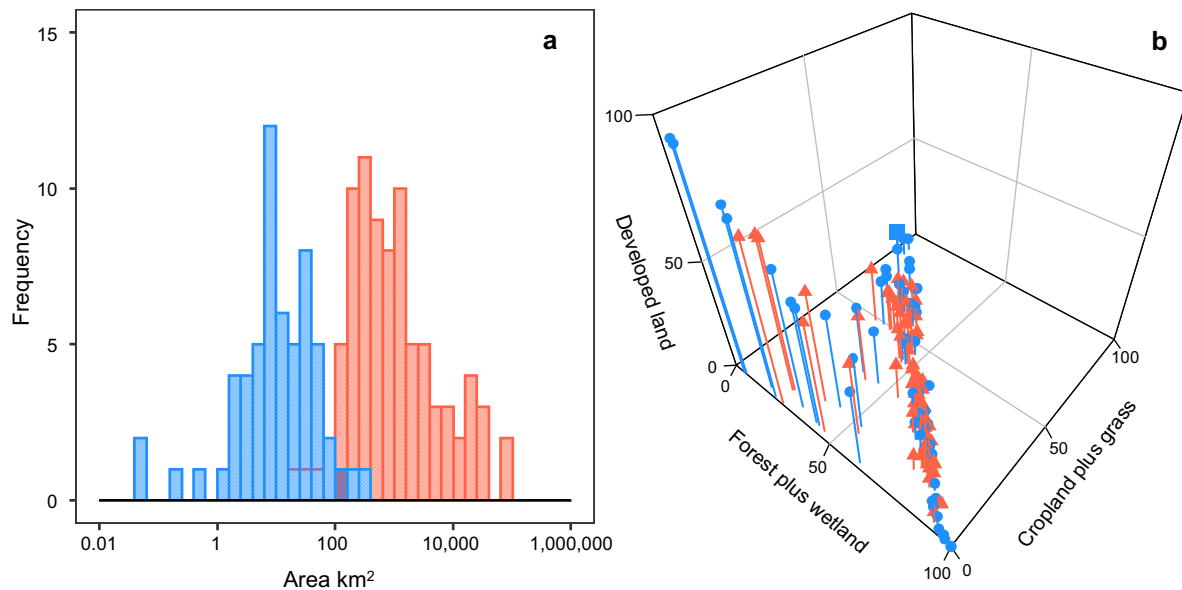 a
15
10
5
0
Frequency
0.01
1
100
10,000
1,000,000
Area km²
b
100
50
0
Developed land
0
50
100
Forest plus wetland
0
50
100
Cropland plus grass